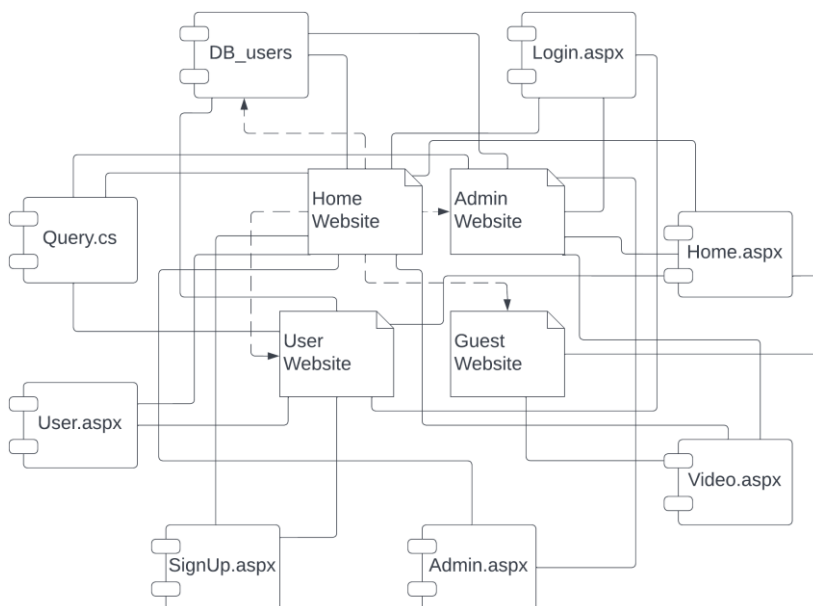 DB_users
Login.aspx
Home
Website
Admin
Website
Query.cs
Home.aspx
User
Website
Guest
Website
User.aspx
Video.aspx
SignUp.aspx
Admin.aspx